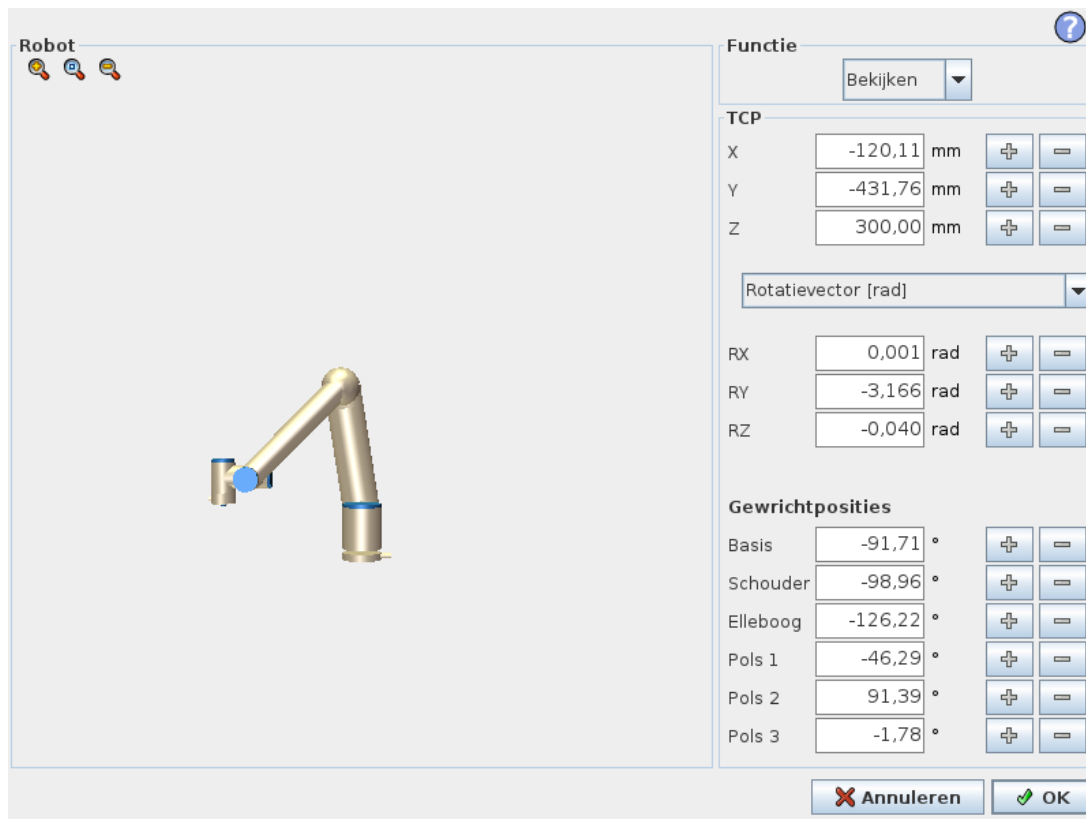 Robot
Functie
?
Bekijken
TCP
X -120,11 mm
Y -431,76 mm
Z 300,00 mm
Rotatievector [rad]
RX 0,001 rad
RY -3,166 rad
RZ -0,040 rad
Gewrichtposities
Basis -91,71 °
Schouder -98,96 °
Elleboog -126,22 °
Pols 1 -46,29 °
Pols 2 91,39 °
Pols 3 -1,78 °
Annuleren
OK